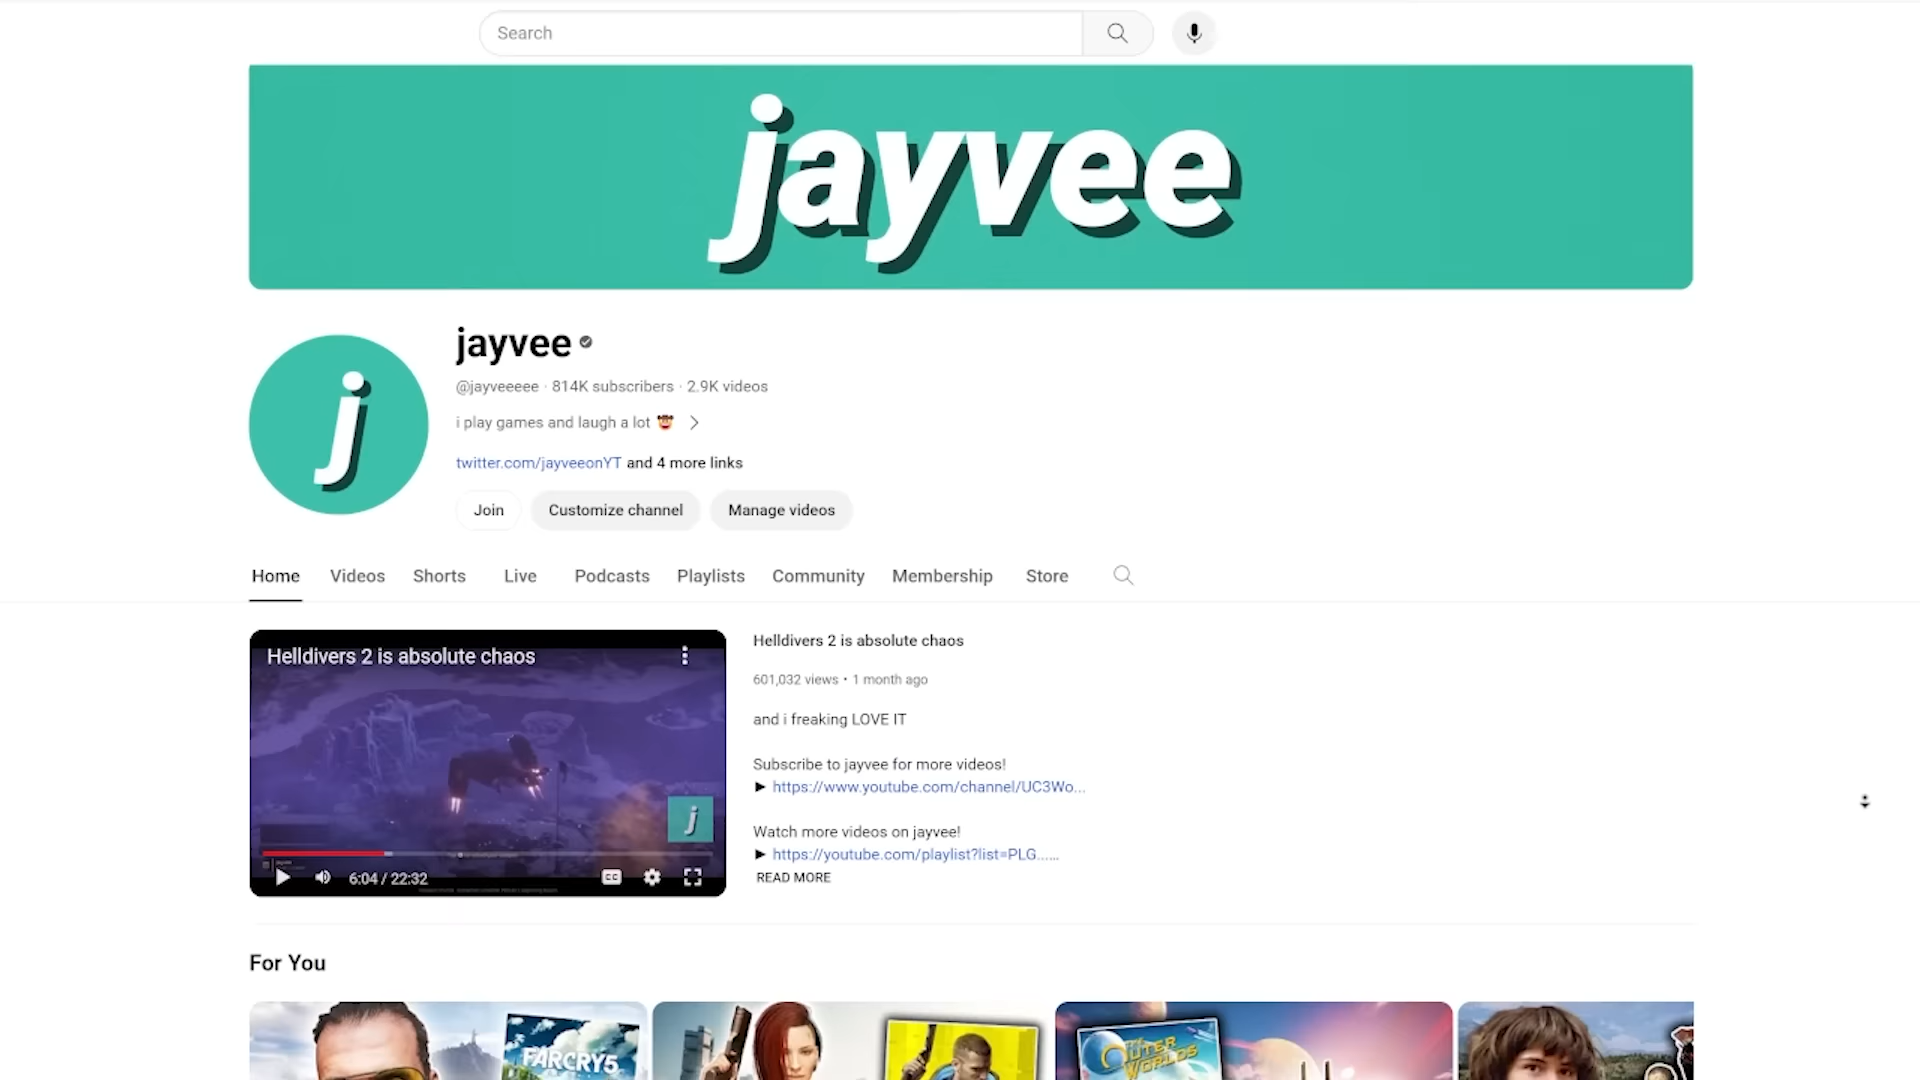 Search
jayvee
j
jayvee
@jayveeeee · 814K subscribers · 2.9K videos
i play games and laugh a lot 🤠
twitter.com/jayveeonYT and 4 more links
Join
Customize channel
Manage videos
Home
Videos
Shorts
Live
Podcasts
Playlists
Community
Membership
Store
Helldivers 2 is absolute chaos
j
6:04 / 22:32
CC
Helldivers 2 is absolute chaos
601,032 views • 1 month ago
and i freaking LOVE IT
Subscribe to jayvee for more videos!
► https://www.youtube.com/channel/UC3Wo...
Watch more videos on jayvee!
► https://youtube.com/playlist?list=PLG......
READ MORE
For You
FARCRY5
OUTER
WORLDS